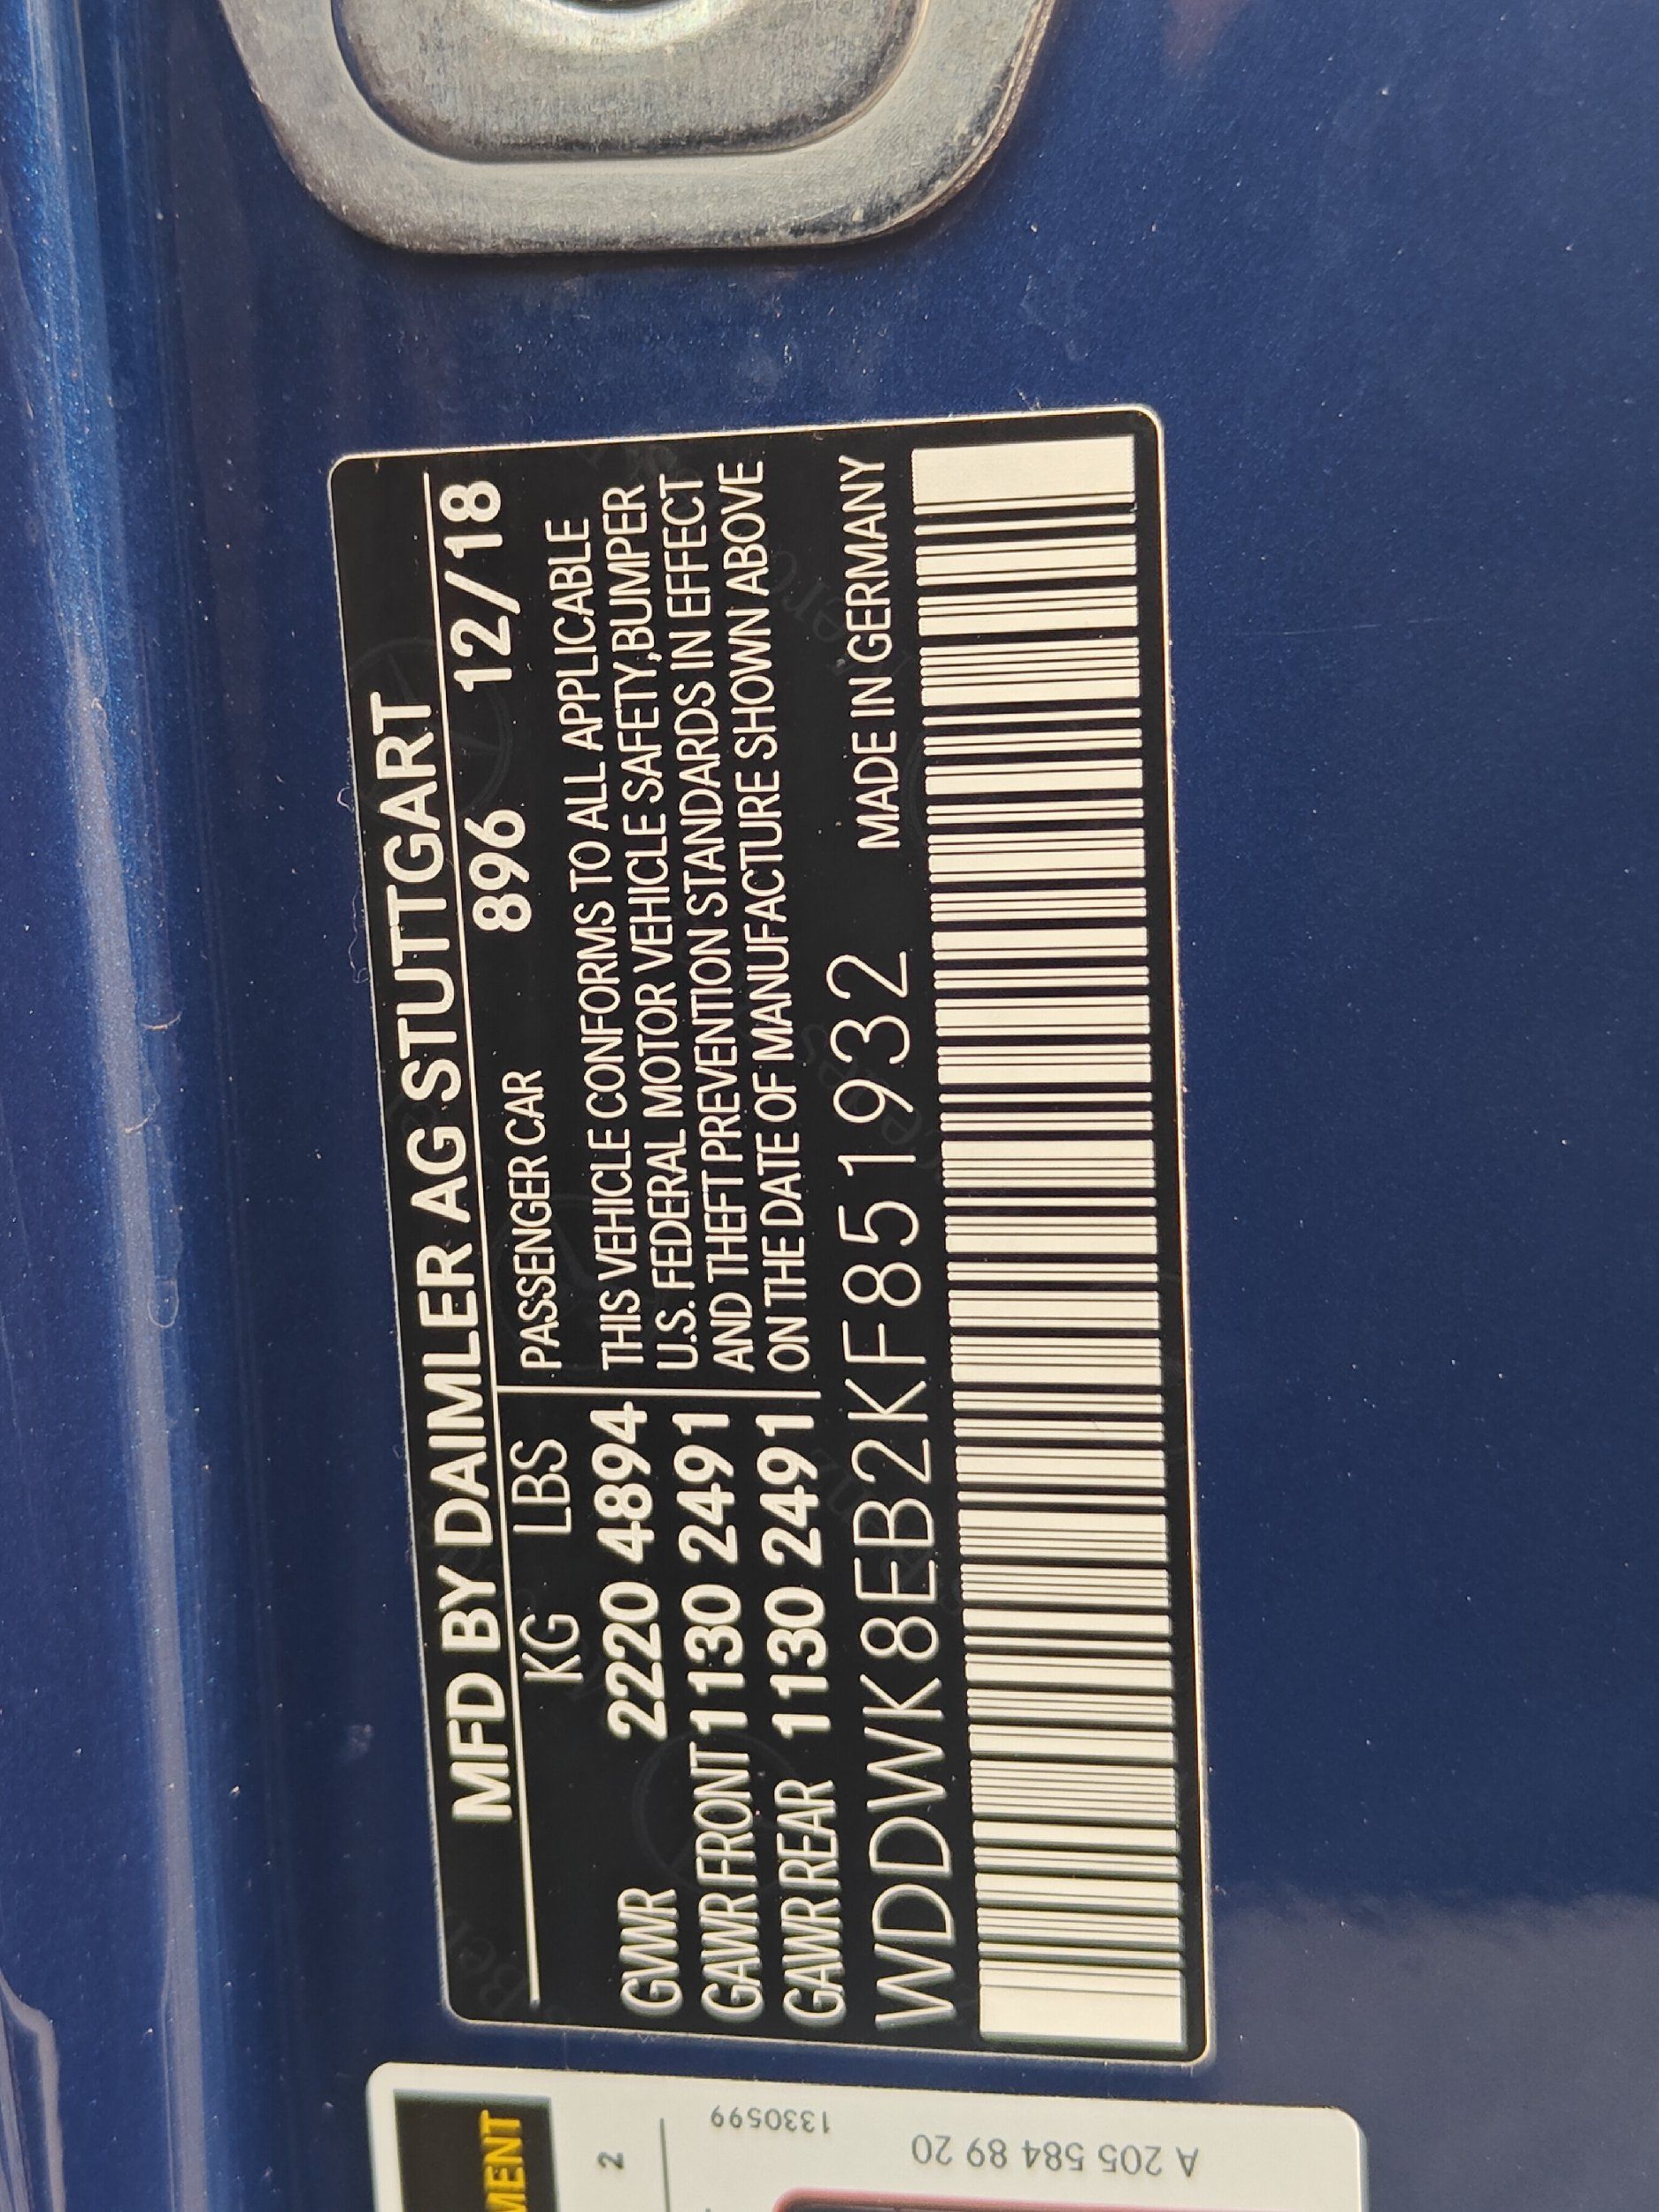 MFD BY DAIMLER AG STUTTGART
KG LBS PASSENGER CAR 896 12/18
GVWR 2220 4894 THIS VEHICLE CONFORMS TO ALL APPLICABLE
GAWR FRONT 1130 2491 U.S. FEDERAL MOTOR VEHICLE SAFETY,BUMPER
GAWR REAR 1130 2491 AND THEFT PREVENTION STANDARDS IN EFFECT
ON THE DATE OF MANUFACTURE SHOWN ABOVE
WDDWK8EB2KF851932 MADE IN GERMANY
MENT
2
1330599
A 205 584 89 20